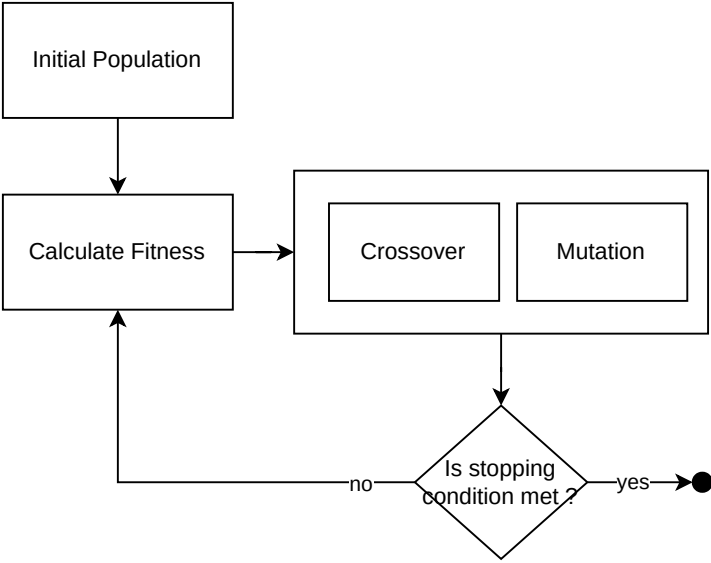 Initial Population
Calculate Fitness
Crossover
Mutation
Is stopping
condition met ?
no
yes